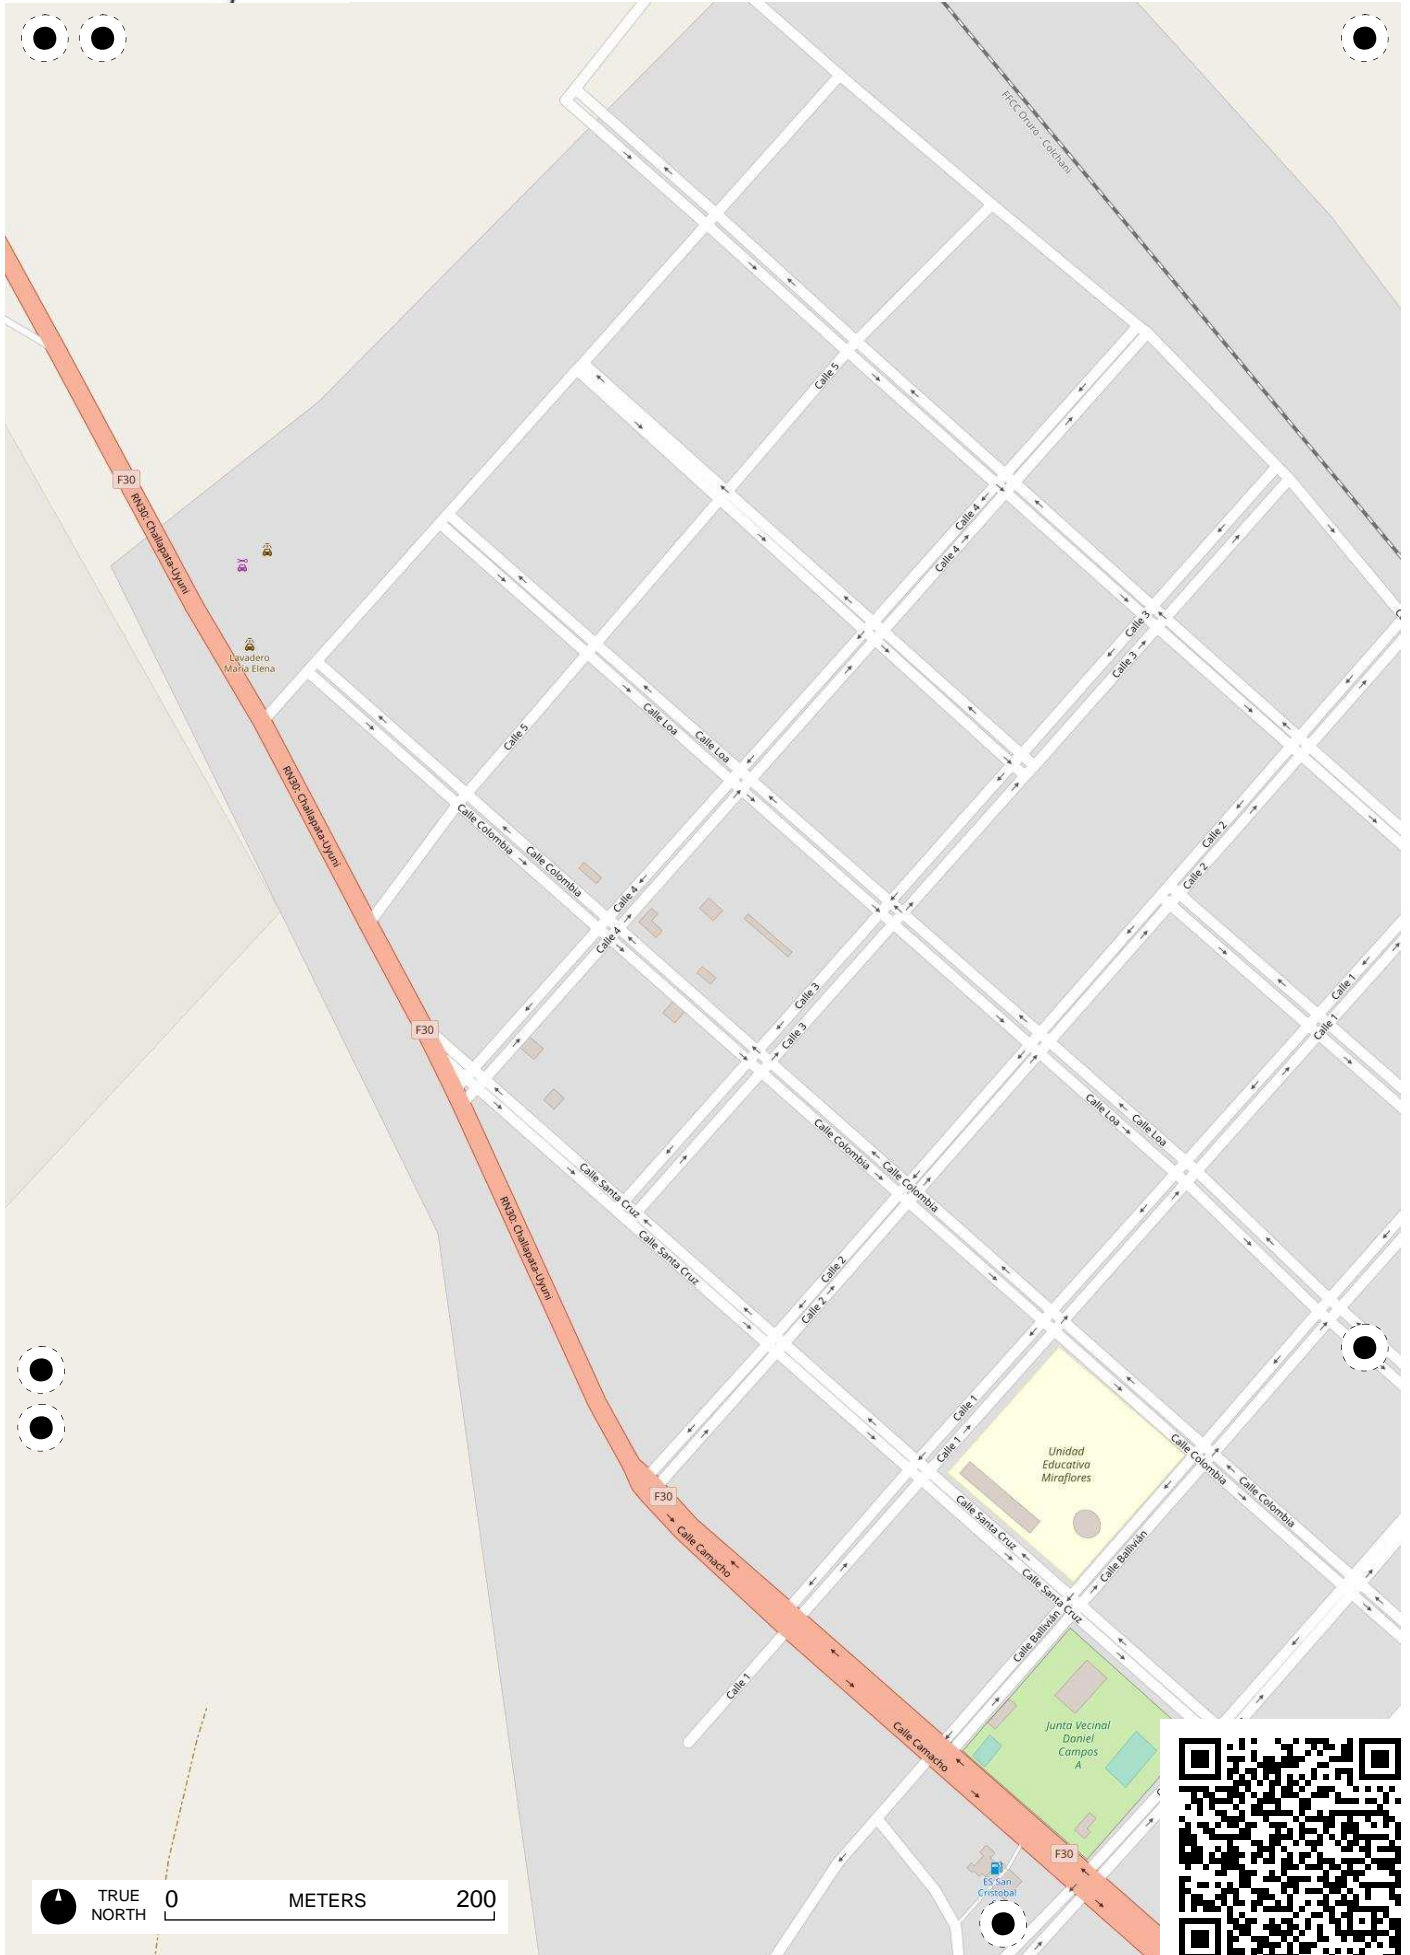 FFCC Oruro - Colchani
Calle 5
F30
RN30: Challapata-Uyuni
Calle 4
Calle 4
Calle 3
Calle 3
Lavadero
Maria Elena
Calle Loa
Calle Loa
Calle 5
RN30: Challapata-Uyuni
Calle Colombia
Calle Colombia
Calle 2
Calle 2
Calle 4
Calle 4
Calle 3
Calle 3
Calle 1
Calle 1
F30
Calle Loa
Calle Loa
Calle Colombia
Calle Colombia
Calle Santa Cruz
Calle Santa Cruz
RN30: Challapata-Uyuni
Calle 2
Calle 2
Calle 1
Calle 1
Unidad
Educativa
Miraflores
Calle Colombia
Calle Colombia
F30
Calle Camacho
Calle Santa Cruz
Calle Santa Cruz
Calle Ballivián
Calle Ballivián
Calle 1
Junta Vecinal
Daniel
Campos
A
Calle Camacho
F30
ES San
Cristobal
TRUE
NORTH
0 METERS 200